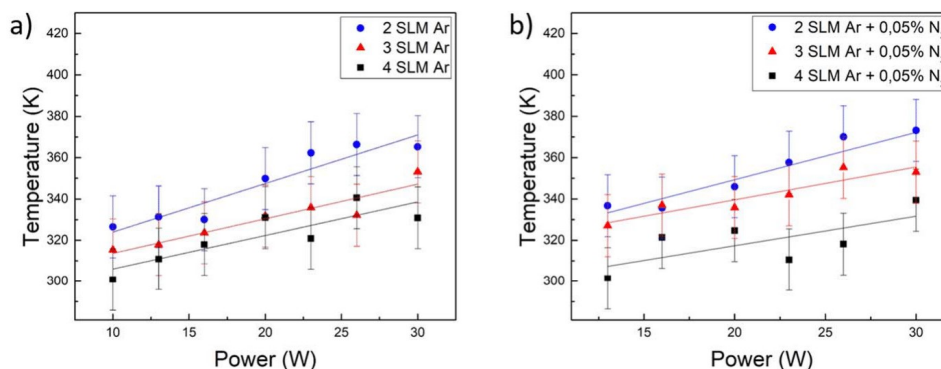 a)
2 SLM Ar
3 SLM Ar
4 SLM Ar
Temperature (K)
420
400
380
360
340
320
300
10
15
20
25
30
Power (W)
b)
2 SLM Ar + 0,05% N
3 SLM Ar + 0,05% N
4 SLM Ar + 0,05% N
Temperature (K)
420
400
380
360
340
320
300
15
20
25
30
Power (W)